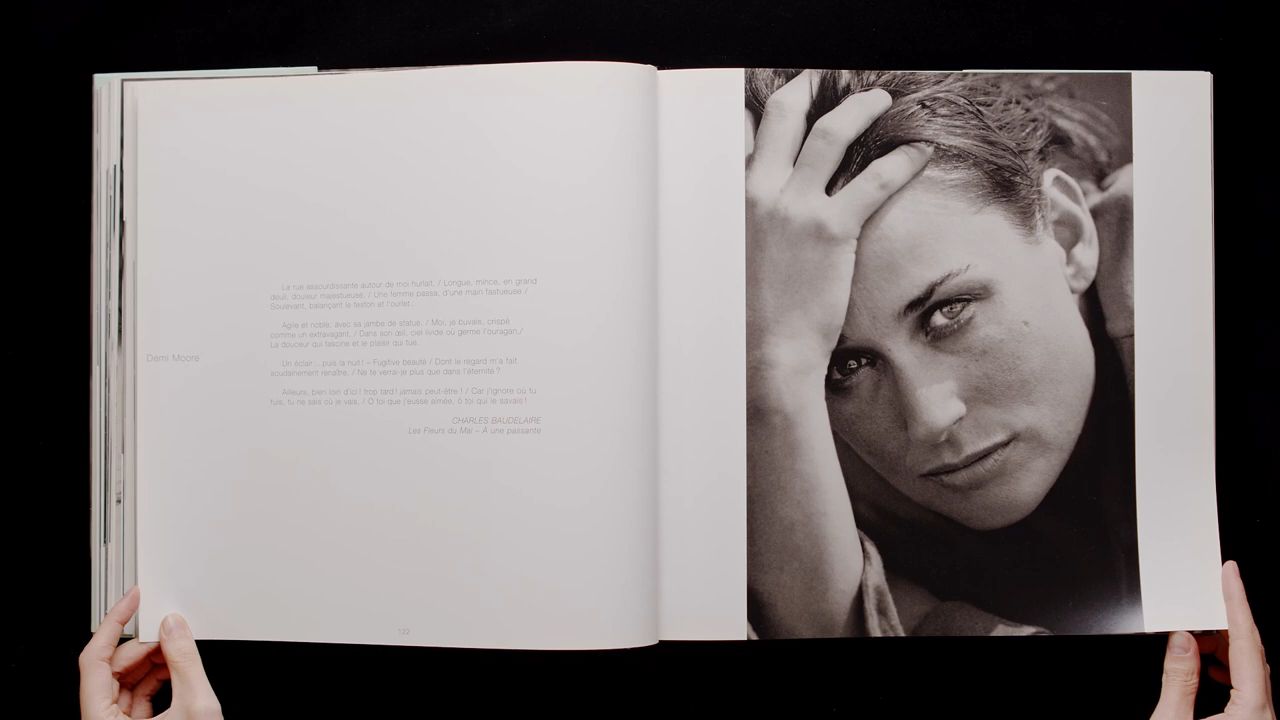 Demi Moore
La rue assourdissante autour de moi hurlait. / Longue, mince, en grand
deuil, douleur majestueuse, / Une femme passa, d'une main fastueuse /
Soulevant, balançant le feston et l'ourlet...
Agile et noble, avec sa jambe de statue. / Moi, je buvais, crispé
comme un extravagant, / Dans son œil, ciel livide où germe l'ouragan,/
La douceur qui fascine et le plaisir qui tue.
Un éclair... puis la nuit ! – Fugitive beauté / Dont le regard m'a fait
soudainement renaître, / Ne te verrai-je plus que dans l'éternité ?
Ailleurs, bien loin d'ici ! trop tard ! jamais peut-être ! / Car j'ignore où tu
fuis, tu ne sais où je vais, / O toi que j'eusse aimée, ô toi qui le savais !
CHARLES BAUDELAIRE
Les Fleurs du Mal – À une passante
132